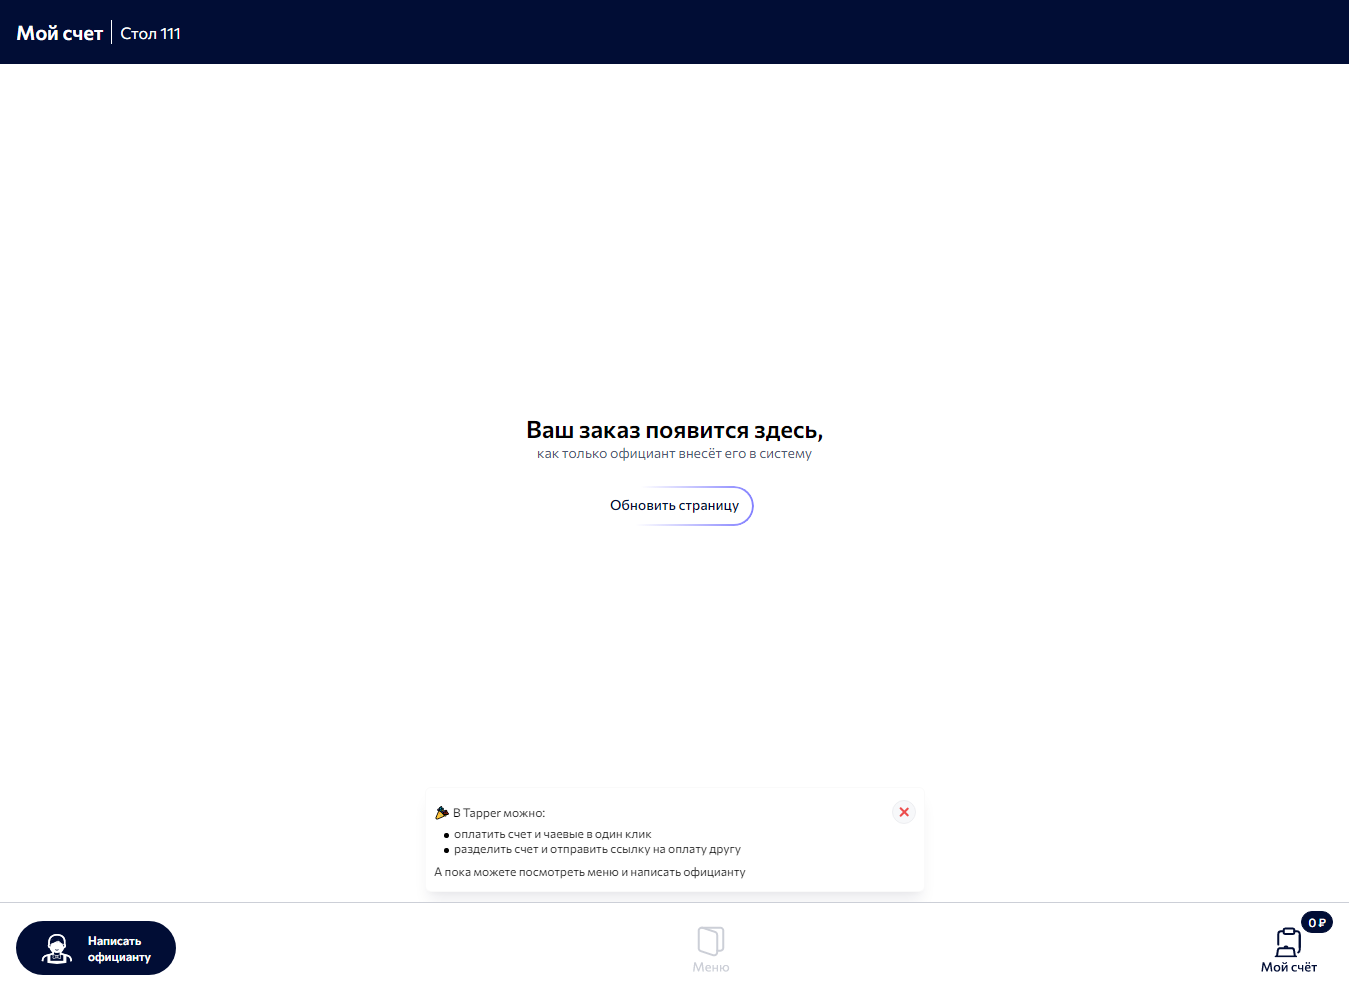 Мой счет
Стол 111
Ваш заказ появится здесь,
как только официант внесёт его в систему
Обновить страницу
В Tapper можно:
оплатить счет и чаевые в один клик
разделить счет и отправить ссылку на оплату другу
А пока можете посмотреть меню и написать официанту
Написать
официанту
Меню
0 ₽
Мой счёт